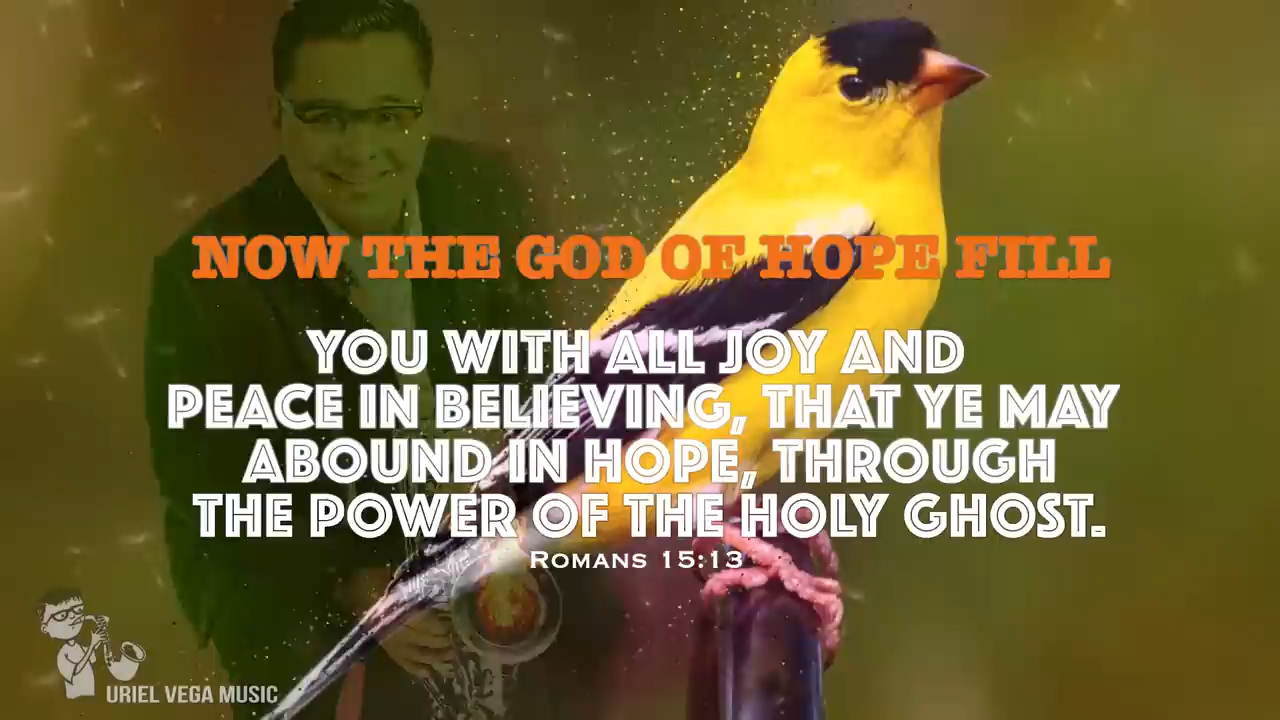 NOW THE GOD OF HOPE FILL
YOU WITH ALL JOY AND
PEACE IN BELIEVING, THAT YE MAY
ABOUND IN HOPE, THROUGH
THE POWER OF THE HOLY GHOST.
ROMANS 15:13
URIEL VEGA MUSIC